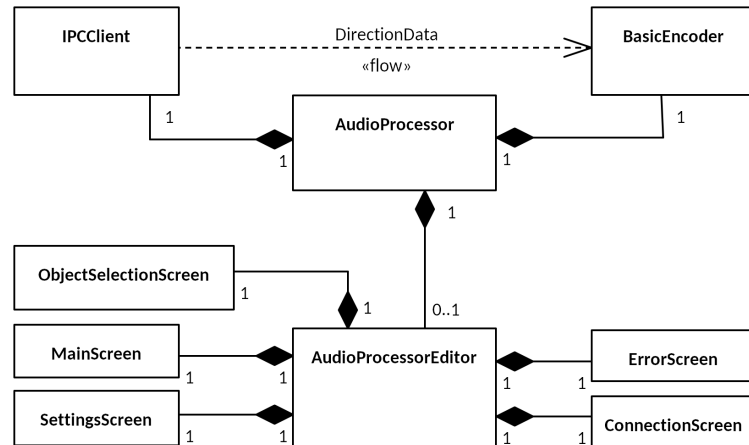 IPCClient
DirectionData
«flow»
BasicEncoder
1
AudioProcessor
1
1
1
1
ObjectSelectionScreen
1
1
0..1
MainScreen
1
1
AudioProcessorEditor
1
1
ErrorScreen
SettingsScreen
1
1
1
1
ConnectionScreen